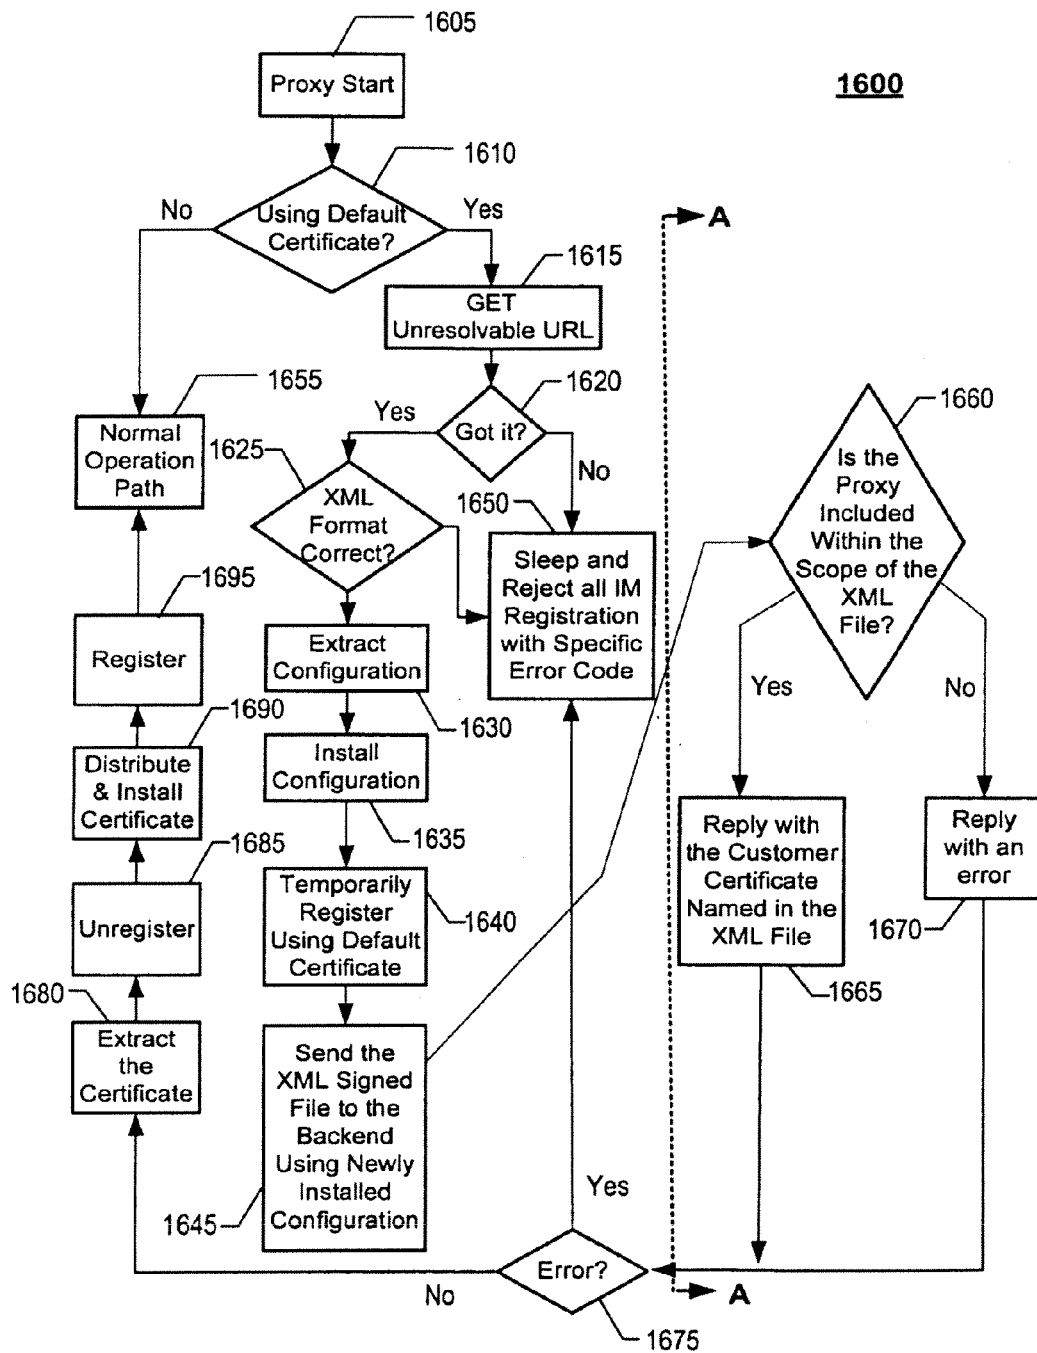 1605
Proxy Start
1600
1610
Using Default
Certificate?
No
Yes
A
1615
GET
Unresolvable URL
1655
1620
Normal
Operation
Path
Yes
Got it?
No
1660
1625
XML
Format
Correct?
1650
Sleep and
Reject all IM
Registration
with Specific
Error Code
Is the
Proxy
Included
Within the
Scope of the
XML
File?
1695
Register
Extract
Configuration
1630
Yes
No
1690
Distribute
& Install
Certificate
Install
Configuration
1635
Reply with
the Customer
Certificate
Named in the
XML File
1665
Reply
with an
error
1670
1685
Unregister
Temporarily
Register
Using Default
Certificate
1640
1680
Extract
the
Certificate
Send the
XML Signed
File to the
Backend
Using Newly
Installed
Configuration
1645
Yes
Error?
No
A
1675